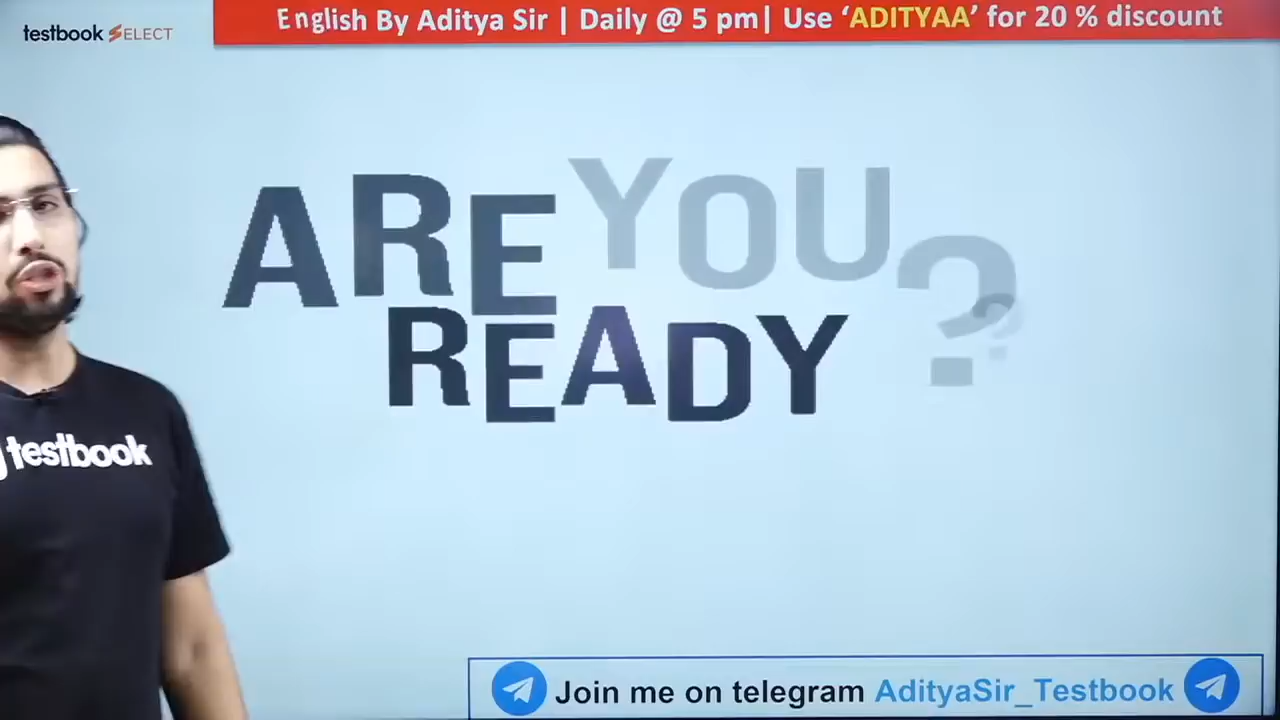 English By Aditya Sir | Daily @ 5 pm| Use ‘ADITYAA’ for 20 % discount
testbook SELECT
ARE YOU
READY ?
testbook
Join me on telegram AdityaSir_Testbook